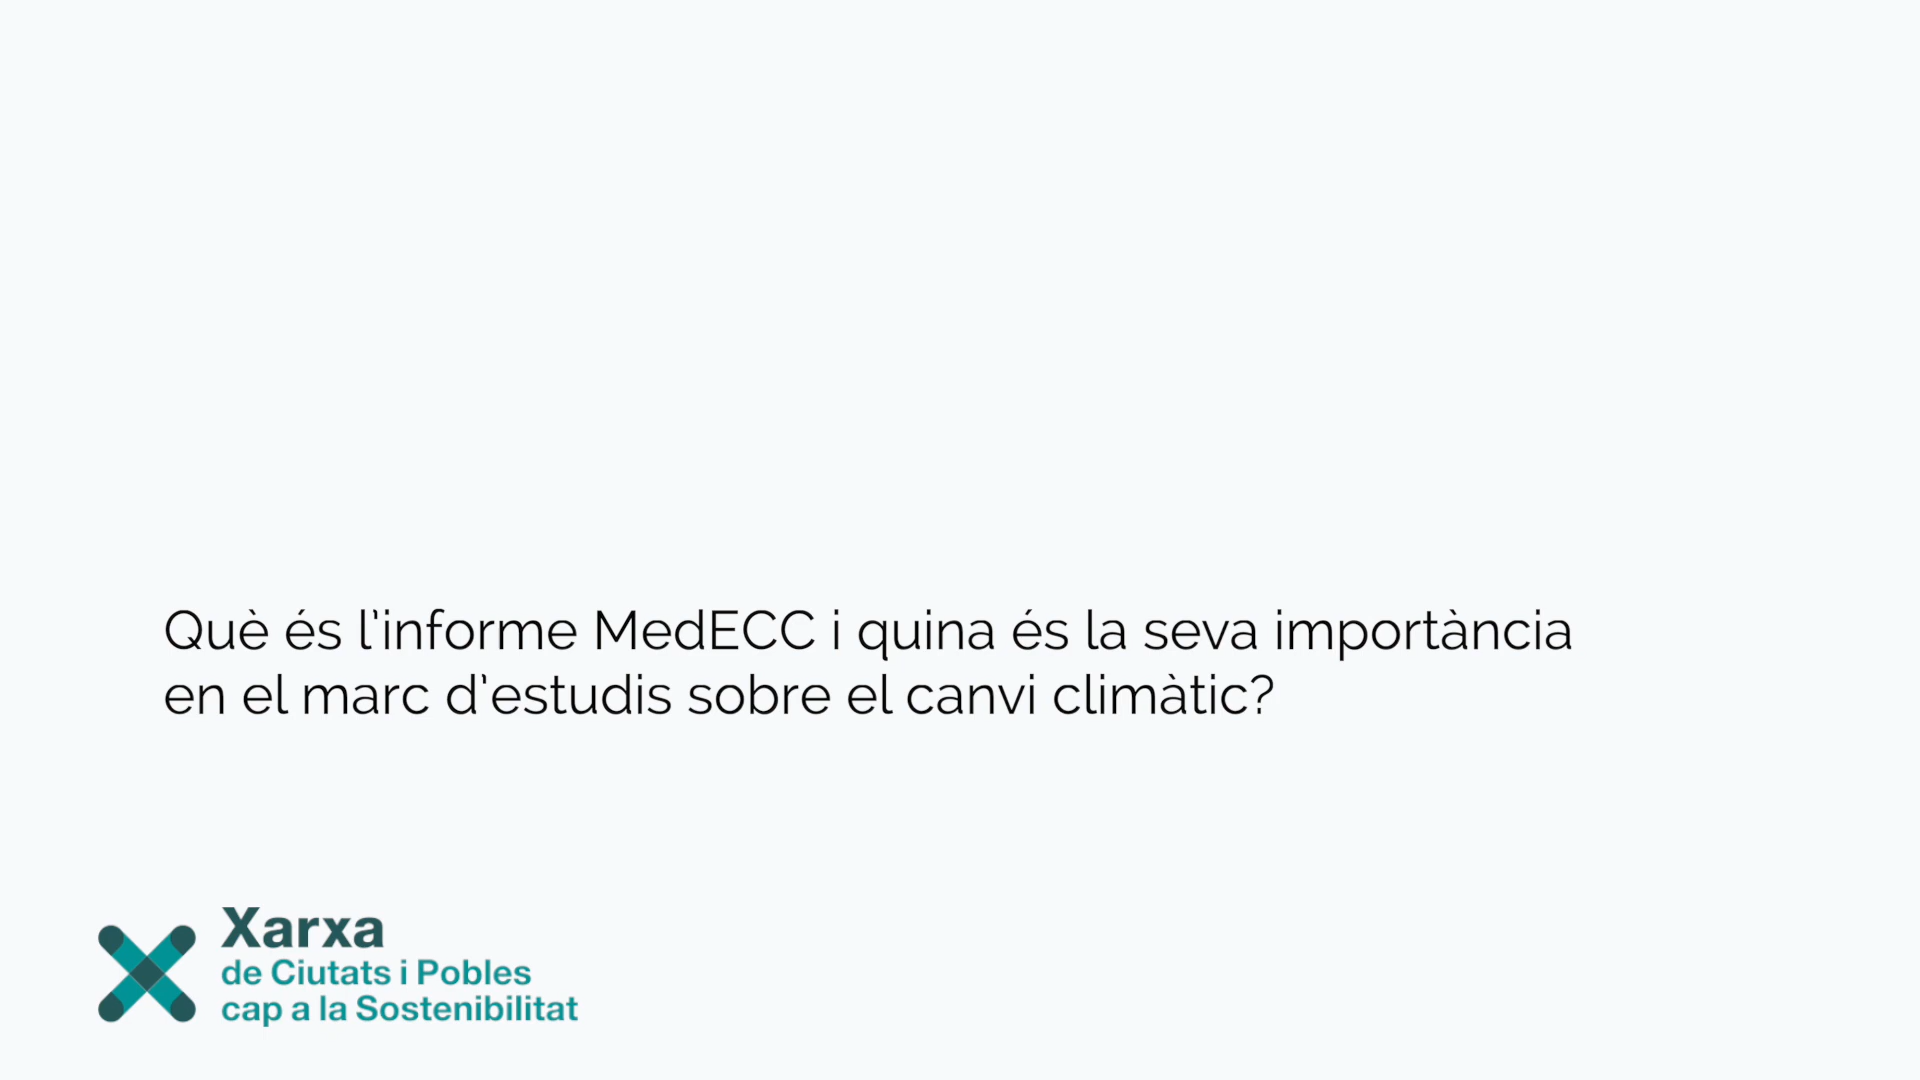 Què és l'informe MedECC i quina és la seva importància
en el marc d'estudis sobre el canvi climàtic?
Xarxa
de Ciutats i Pobles
cap a la Sostenibilitat